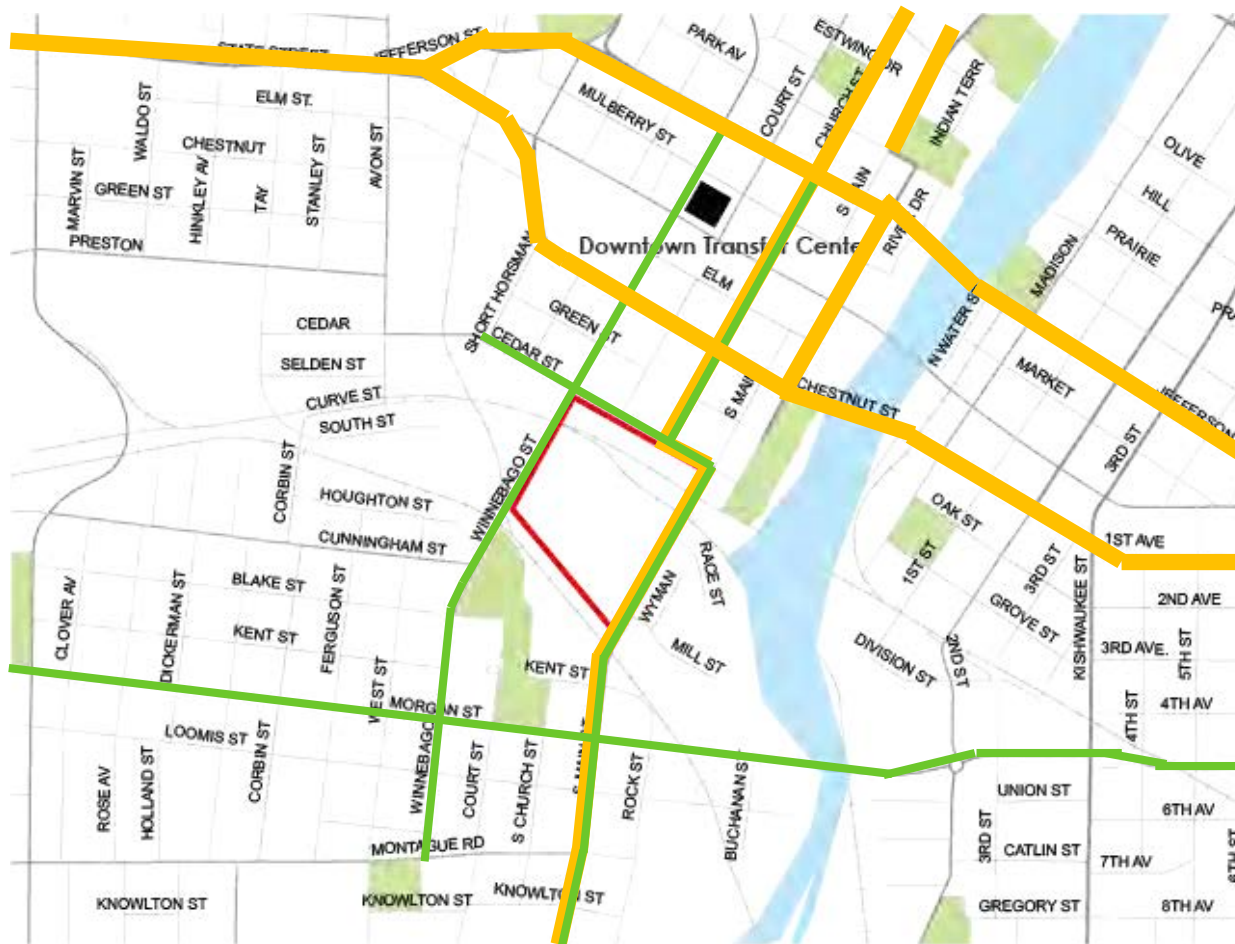 JEFFERSON ST
PARK AV
ESTWING DR
ELM ST.
WALDO ST
MULBERRY ST
COURT ST
CHURCH ST
INDIAN TERR
OLIVE
CHESTNUT
AVON ST
STANLEY ST
MARVIN ST
GREEN ST
HINKLEY AV
TAY
HILL
PRESTON
SHORT HORSMAN
Downtown Transfer Cente
RIVER DR
MADISON
PRAIRIE
ELM
CEDAR
GREEN ST
N WATER S
SELDEN ST
CEDAR ST
MARKET
CURVE ST
SOUTH ST
S MAI
CHESTNUT ST
JEFFERSON
3RD ST
CORBIN ST
WINNEBAGO ST
HOUGHTON ST
CUNNINGHAM ST
OAK ST
1ST AVE
RACE ST
1ST ST
3RD ST
KISHWAUKEE ST
BLAKE ST
WYMAN
GROVE ST
2ND AVE
CLOVER AV
DICKERMAN ST
KENT ST
FERGUSON ST
KENT ST
MILL ST
DIVISION ST
2ND ST
3RD AVE.
5TH ST
WEST ST
MORGAN ST
4TH ST
4TH AV
LOOMIS ST
CORBIN ST
WINNEBAGO
COURT ST
S CHURCH ST
ROCK ST
BUCHANAN ST
ROSE AV
HOLLAND ST
UNION ST
6TH AV
3RD ST
MONTAGUE RD
CATLIN ST
7TH AV
6TH ST
KNOWLTON ST
KNOWLTON ST
KNOWLTON ST
GREGORY ST
8TH AV